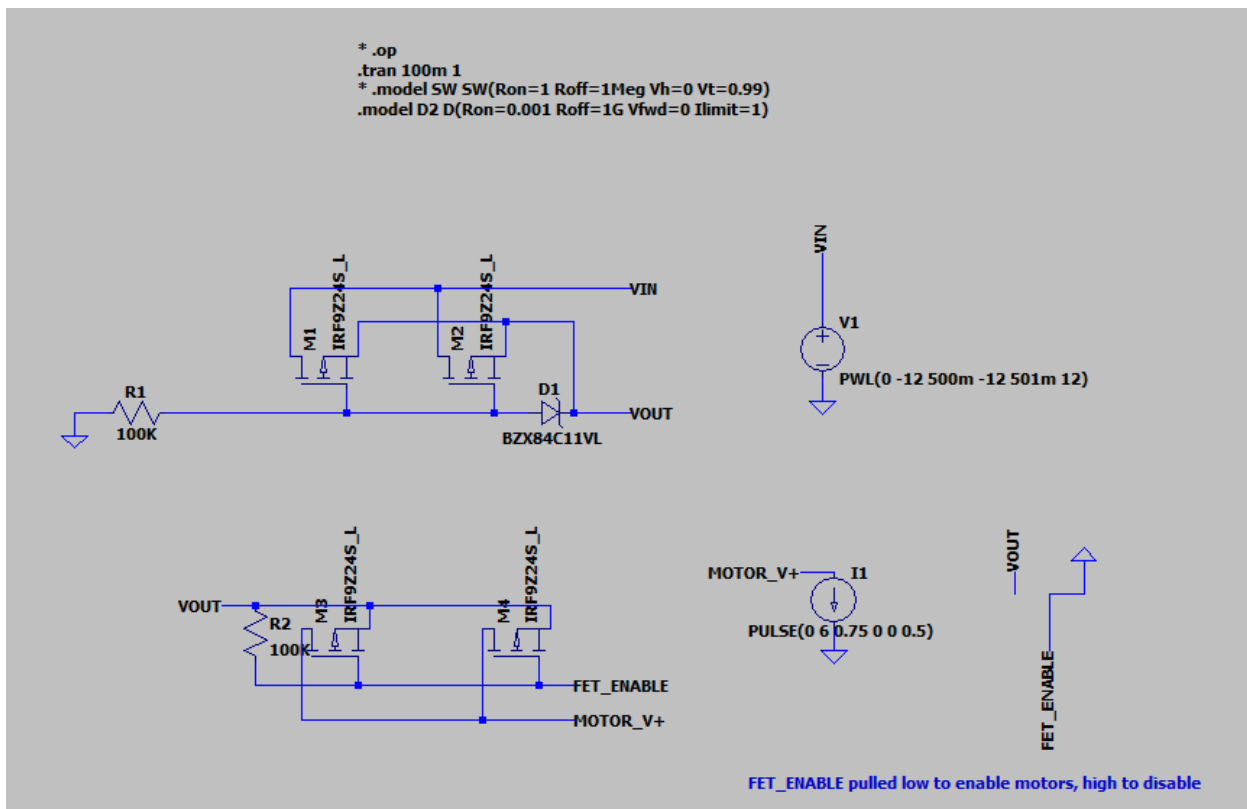 * .op
.tran 100m 1
* .model SW SW(Ron=1 Roff=1Meg Vh=0 Vt=0.99)
.model D2 D(Ron=0.001 Roff=1G Vfwd=0 Ilimit=1)
M1
IRF9Z24S_L
M2
IRF9Z24S_L
VIN
VIN
V1
PWL(0 -12 500m -12 501m 12)
R1
100K
D1
BZX84C11VL
VOUT
VOUT
R2
100K
M3
IRF9Z24S_L
M4
IRF9Z24S_L
FET_ENABLE
MOTOR_V+
MOTOR_V+
I1
PULSE(0 6 0.75 0 0 0.5)
VOUT
FET_ENABLE
FET_ENABLE pulled low to enable motors, high to disable